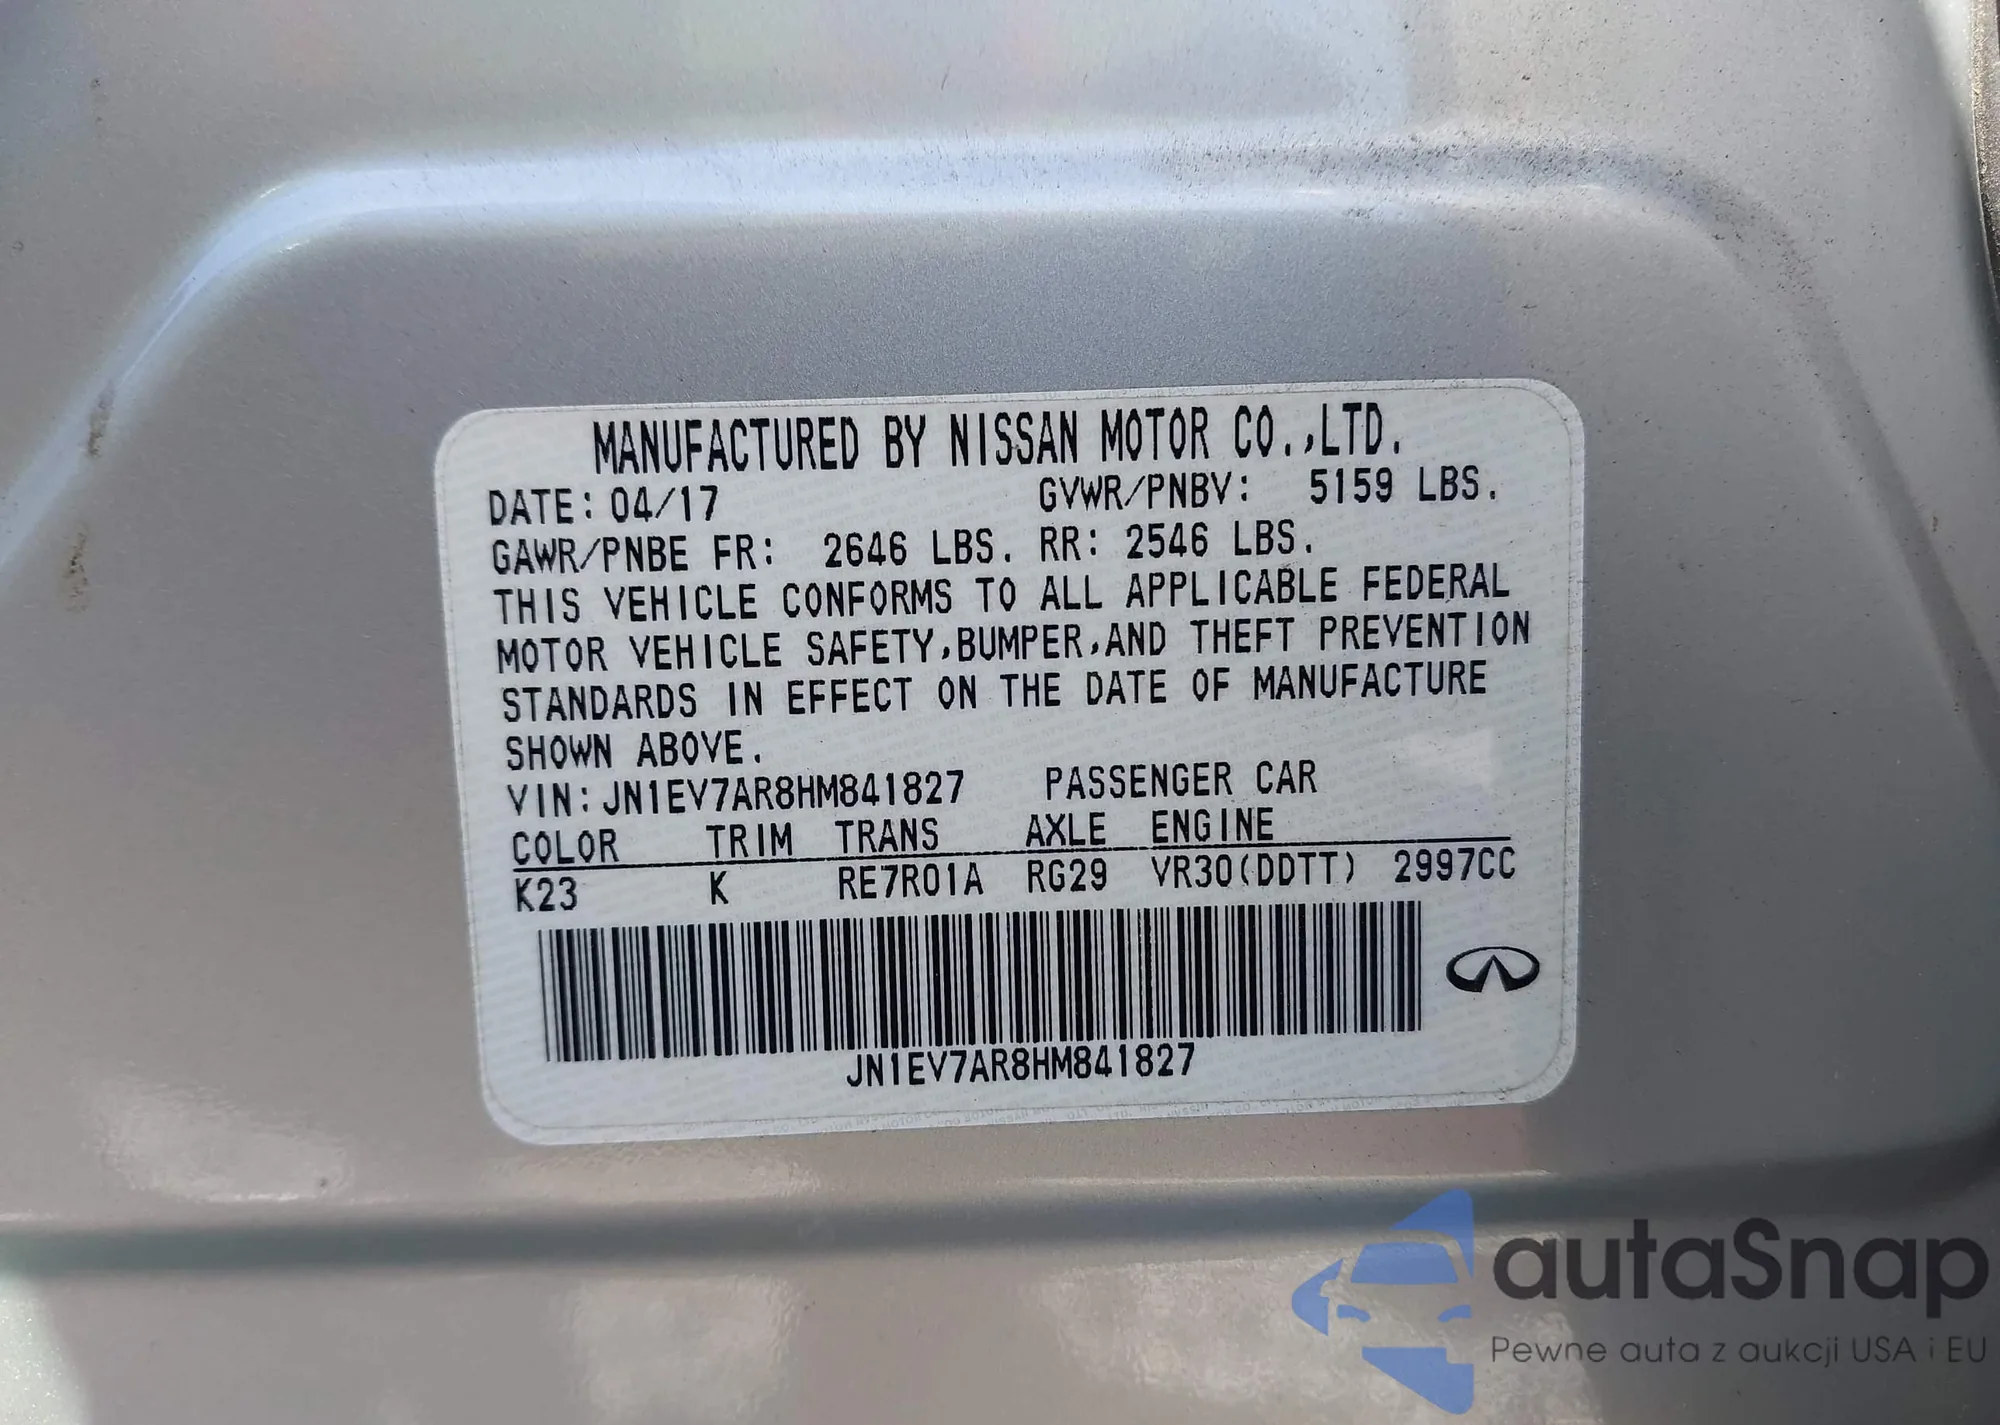 MANUFACTURED BY NISSAN MOTOR CO.,LTD.
DATE: 04/17 GVWR/PNBV: 5159 LBS.
GAWR/PNBE FR: 2646 LBS. RR: 2546 LBS.
THIS VEHICLE CONFORMS TO ALL APPLICABLE FEDERAL
MOTOR VEHICLE SAFETY,BUMPER,AND THEFT PREVENTION
STANDARDS IN EFFECT ON THE DATE OF MANUFACTURE
SHOWN ABOVE.
VIN: JN1EV7AR8HM841827 PASSENGER CAR
COLOR TRIM TRANS AXLE ENGINE
K23 K RE7R01A RG29 VR30(DDTT) 2997CC
JN1EV7AR8HM841827
autaSnap
Pewne auta z aukcji USA i EU